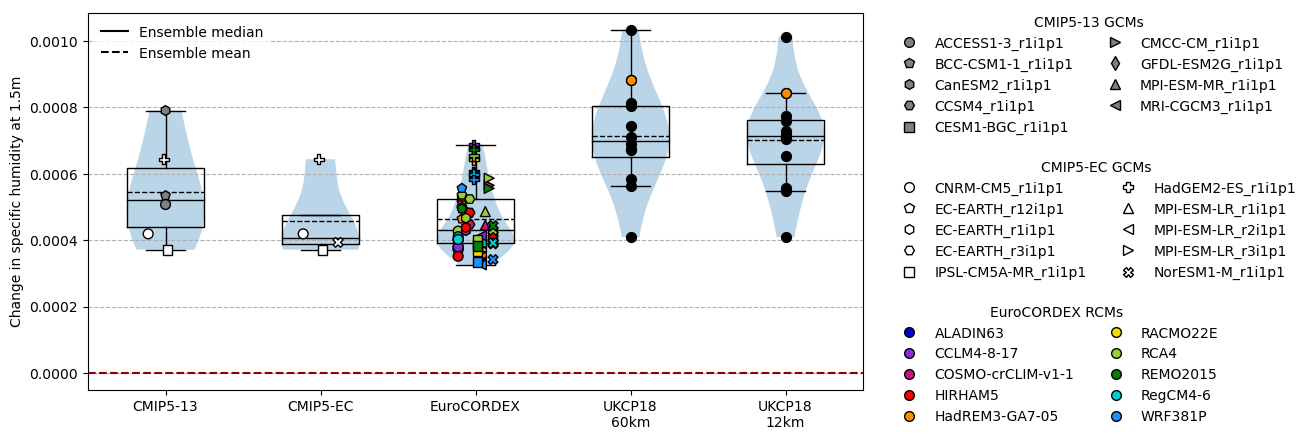 Change in specific humidity at 1.5m
0.0010
0.0008
0.0006
0.0004
0.0002
0.0000
Ensemble median
Ensemble mean
CMIP5-13
CMIP5-EC
EuroCORDEX
UKCP18
60km
UKCP18
12km
CMIP5-13 GCMs
ACCESS1-3_r1i1p1
BCC-CSM1-1_r1i1p1
CanESM2_r1i1p1
CCSM4_r1i1p1
CESM1-BGC_r1i1p1
CMCC-CM_r1i1p1
GFDL-ESM2G_r1i1p1
MPI-ESM-MR_r1i1p1
MRI-CGCM3_r1i1p1
CMIP5-EC GCMs
CNRM-CM5_r1i1p1
EC-EARTH_r12i1p1
EC-EARTH_r1i1p1
EC-EARTH_r3i1p1
IPSL-CM5A-MR_r1i1p1
HadGEM2-ES_r1i1p1
MPI-ESM-LR_r1i1p1
MPI-ESM-LR_r2i1p1
MPI-ESM-LR_r3i1p1
NorESM1-M_r1i1p1
EuroCORDEX RCMs
ALADIN63
CCLM4-8-17
COSMO-crCLIM-v1-1
HIRHAM5
HadREM3-GA7-05
RACMO22E
RCA4
REMO2015
RegCM4-6
WRF381P